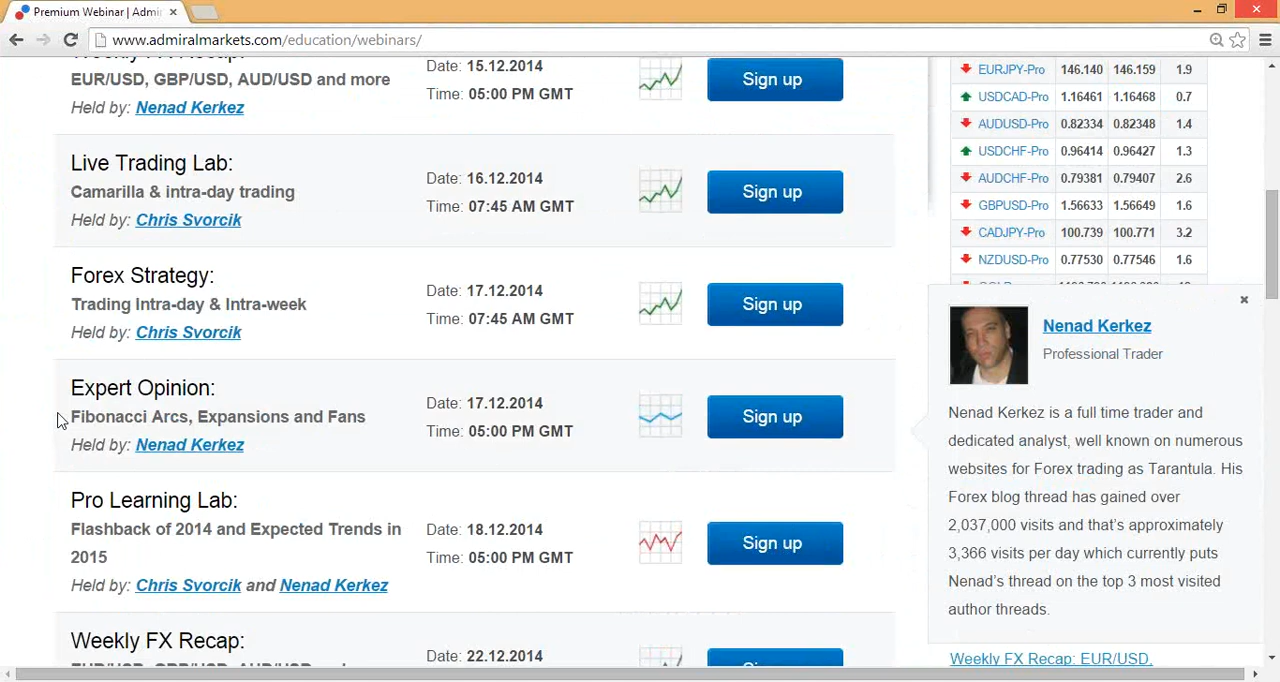 Premium Webinar | Admi
www.admiralmarkets.com/education/webinars/
Weekly FX Recap:
EUR/USD, GBP/USD, AUD/USD and more
Held by: Nenad Kerkez
Date: 15.12.2014
Time: 05:00 PM GMT
Sign up
Live Trading Lab:
Camarilla & intra-day trading
Held by: Chris Svorcik
Date: 16.12.2014
Time: 07:45 AM GMT
Sign up
Forex Strategy:
Trading Intra-day & Intra-week
Held by: Chris Svorcik
Date: 17.12.2014
Time: 07:45 AM GMT
Sign up
Expert Opinion:
Fibonacci Arcs, Expansions and Fans
Held by: Nenad Kerkez
Date: 17.12.2014
Time: 05:00 PM GMT
Sign up
Pro Learning Lab:
Flashback of 2014 and Expected Trends in
2015
Held by: Chris Svorcik and Nenad Kerkez
Date: 18.12.2014
Time: 05:00 PM GMT
Sign up
Weekly FX Recap:
Date: 22.12.2014
EURJPY-Pro 146.140 146.159 1.9
USDCAD-Pro 1.16461 1.16468 0.7
AUDUSD-Pro 0.82334 0.82348 1.4
USDCHF-Pro 0.96414 0.96427 1.3
AUDCHF-Pro 0.79381 0.79407 2.6
GBPUSD-Pro 1.56633 1.56649 1.6
CADJPY-Pro 100.739 100.771 3.2
NZDUSD-Pro 0.77530 0.77546 1.6
Nenad Kerkez
Professional Trader
Nenad Kerkez is a full time trader and
dedicated analyst, well known on numerous
websites for Forex trading as Tarantula. His
Forex blog thread has gained over
2,037,000 visits and that's approximately
3,366 visits per day which currently puts
Nenad's thread on the top 3 most visited
author threads.
Weekly FX Recap: EUR/USD,